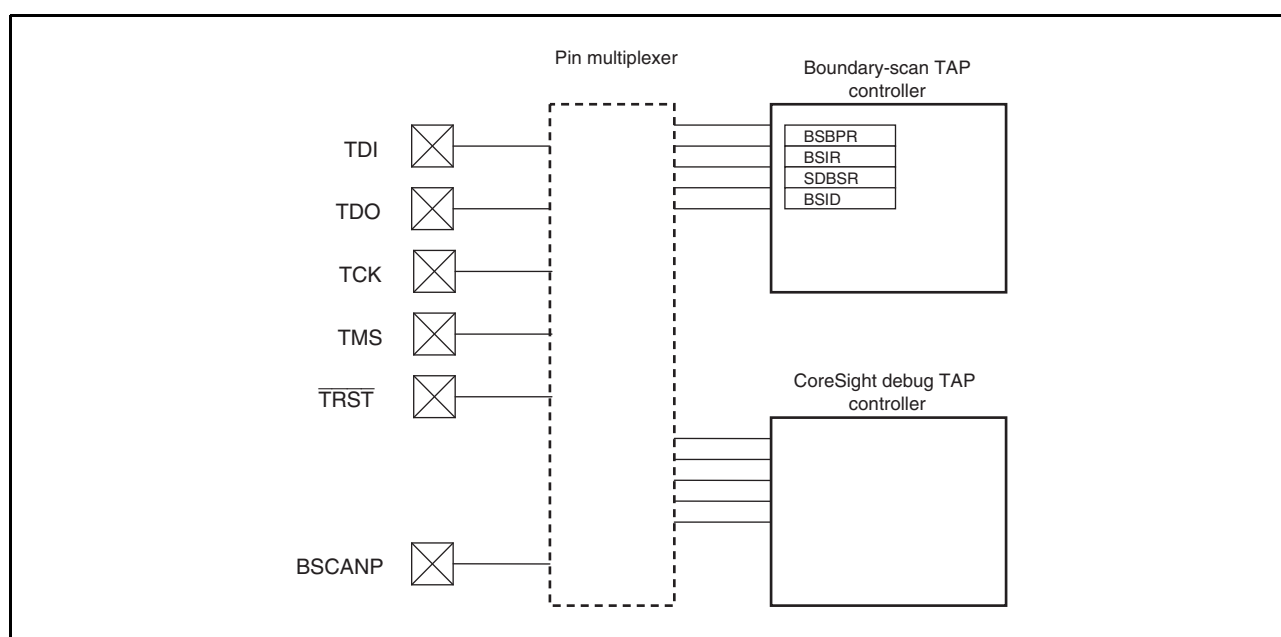 Pin multiplexer
Boundary-scan TAP
controller
TDI
TDO
TCK
TMS
TRST
BSCANP
BSBPR
BSIR
SDBSR
BSID
CoreSight debug TAP
controller